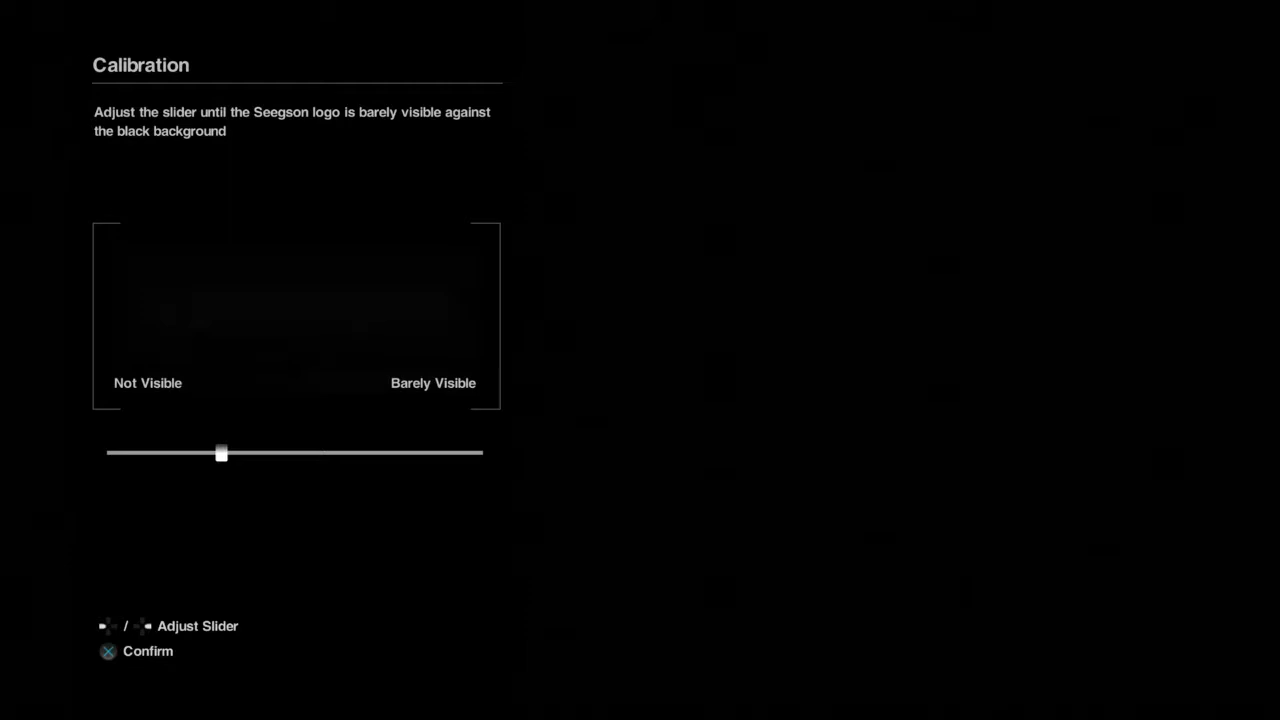 Calibration
Adjust the slider until the Seegson logo is barely visible against
the black background
Not Visible Barely Visible
/ Adjust Slider
Confirm